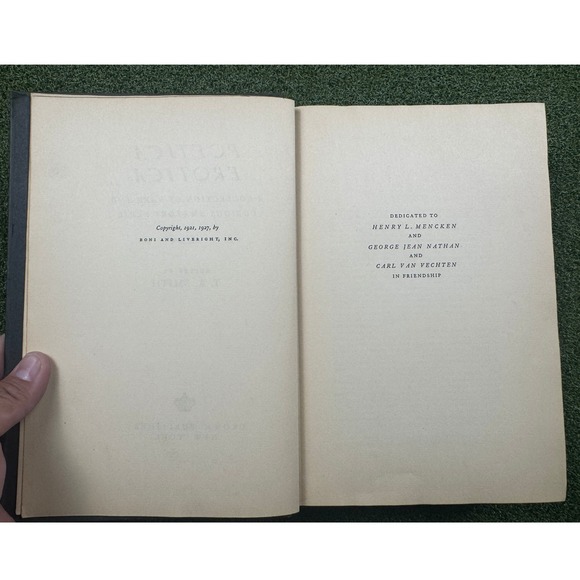 Copyright, 1921, 1927, by
BONI AND LIVERIGHT, INC.
DEDICATED TO
HENRY L. MENCKEN
AND
GEORGE JEAN NATHAN
AND
CARL VAN VECHTEN
IN FRIENDSHIP